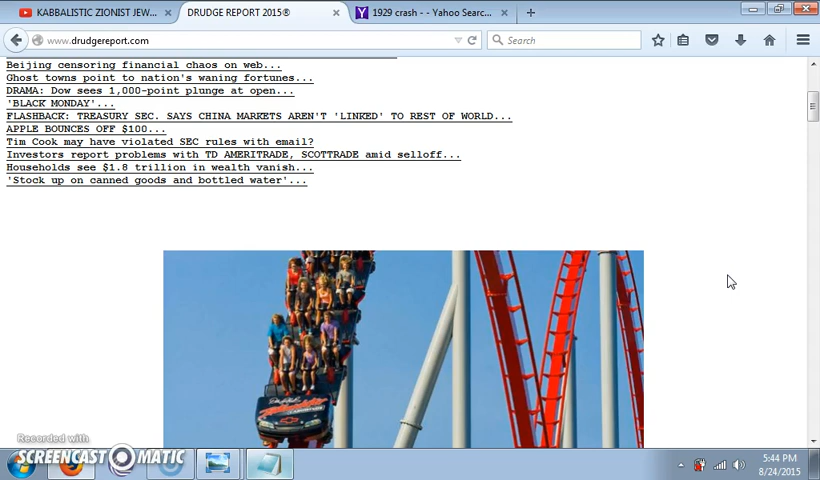 KABBALISTIC ZIONIST JEW...
DRUDGE REPORT 2015®
1929 crash - - Yahoo Searc...
www.drudgereport.com
Search
Beijing censoring financial chaos on web...
Ghost towns point to nation's waning fortunes...
DRAMA: Dow sees 1,000-point plunge at open...
'BLACK MONDAY'...
FLASHBACK: TREASURY SEC. SAYS CHINA MARKETS AREN'T 'LINKED' TO REST OF WORLD...
APPLE BOUNCES OFF $100...
Tim Cook may have violated SEC rules with email?
Investors report problems with TD AMERITRADE, SCOTTRADE amid selloff...
Households see $1.8 trillion in wealth vanish...
'Stock up on canned goods and bottled water'...
Recorded with
SCREENCAST MATIC
5:44 PM
8/24/2015